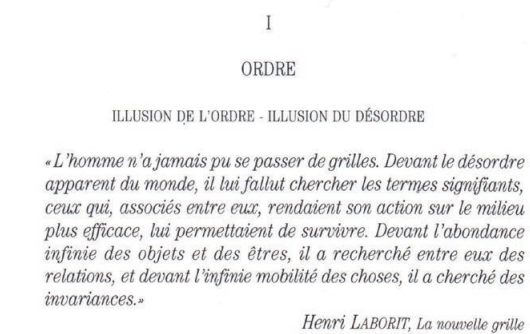 I
ORDRE
ILLUSION DE L'ORDRE - ILLUSION DU DÉSORDRE
«L'homme n'a jamais pu se passer de grilles. Devant le désordre
apparent du monde, il lui fallut chercher les termes signifiants,
ceux qui, associés entre eux, rendaient son action sur le milieu
plus efficace, lui permettaient de survivre. Devant l'abondance
infinie des objets et des êtres, il a recherché entre eux des
relations, et devant l'infinie mobilité des choses, il a cherché des
invariances.»
Henri LABORIT, La nouvelle grille